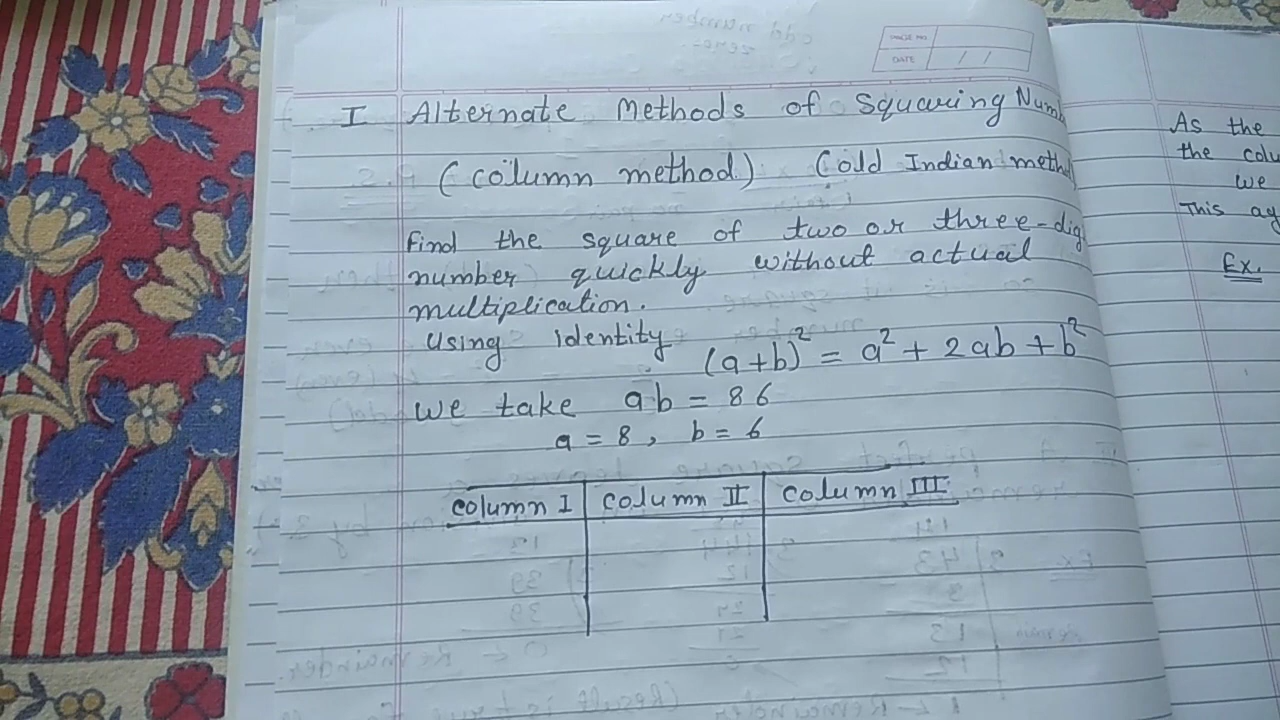 PAGE NO.
DATE / /
I Alternate Methods of Squaring Num
(column method) (old Indian meth
Find the square of two or three-dig
number quickly without actual
multiplication.
Using identity (a+b)² = a² + 2ab + b²
we take ab = 86
a = 8, b = 6
column I column II column III
As the
the colu
we
This ay
Ex.